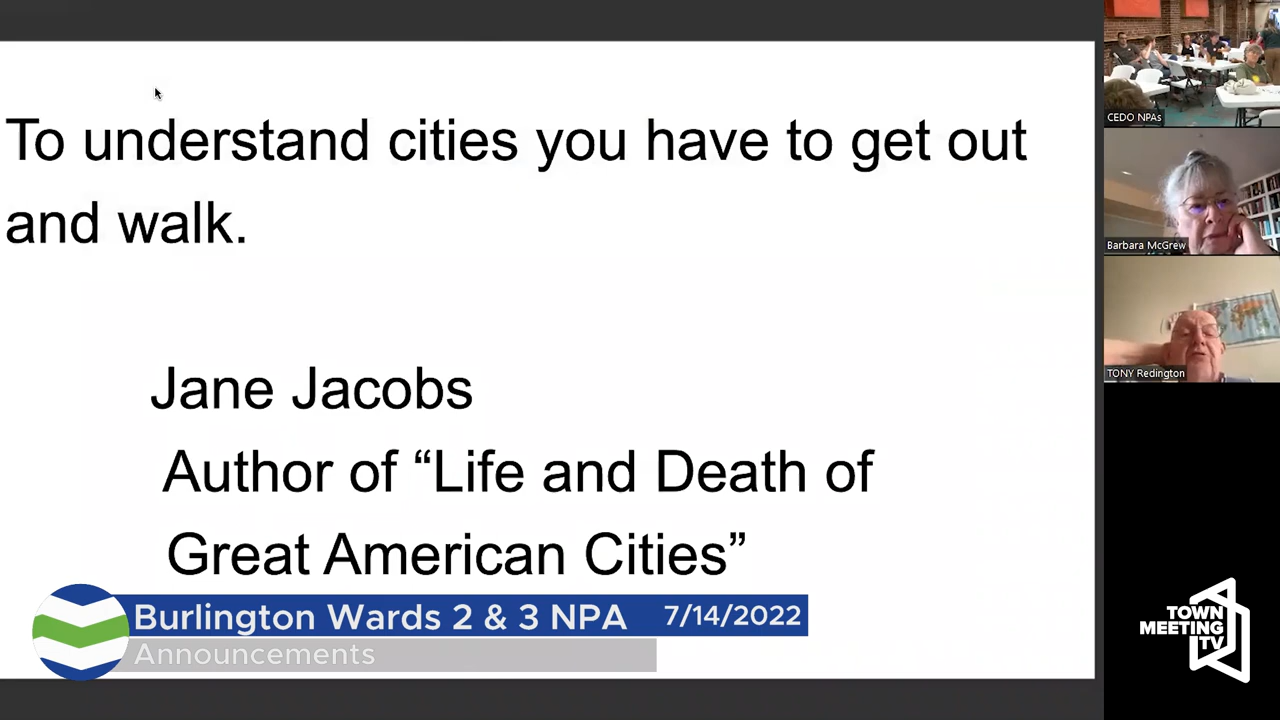 To understand cities you have to get out
and walk.
Jane Jacobs
Author of “Life and Death of
Great American Cities”
Burlington Wards 2 & 3 NPA 7/14/2022
Announcements
CEDO NPAs
Barbara McGrew
TONY Redington
TOWN
MEETING
TV